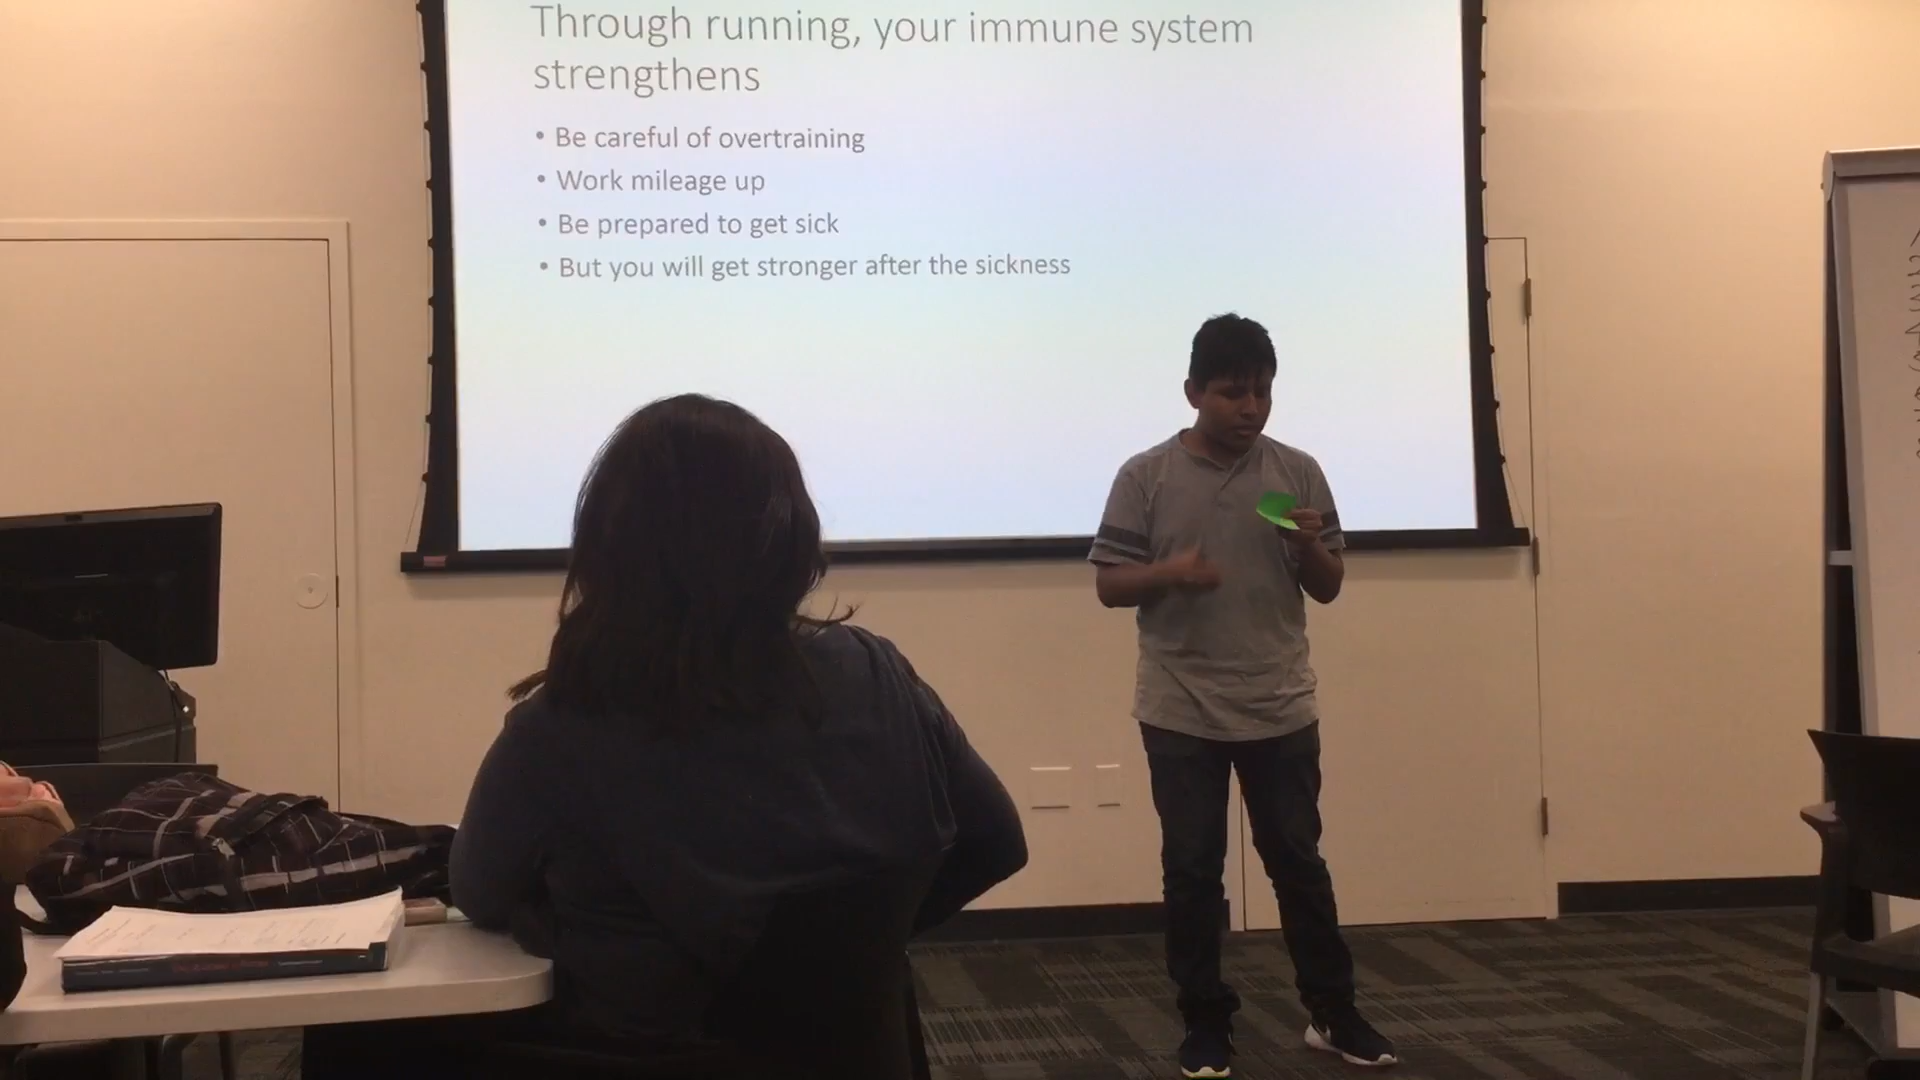 Through running, your immune system
strengthens
• Be careful of overtraining
• Work mileage up
• Be prepared to get sick
• But you will get stronger after the sickness